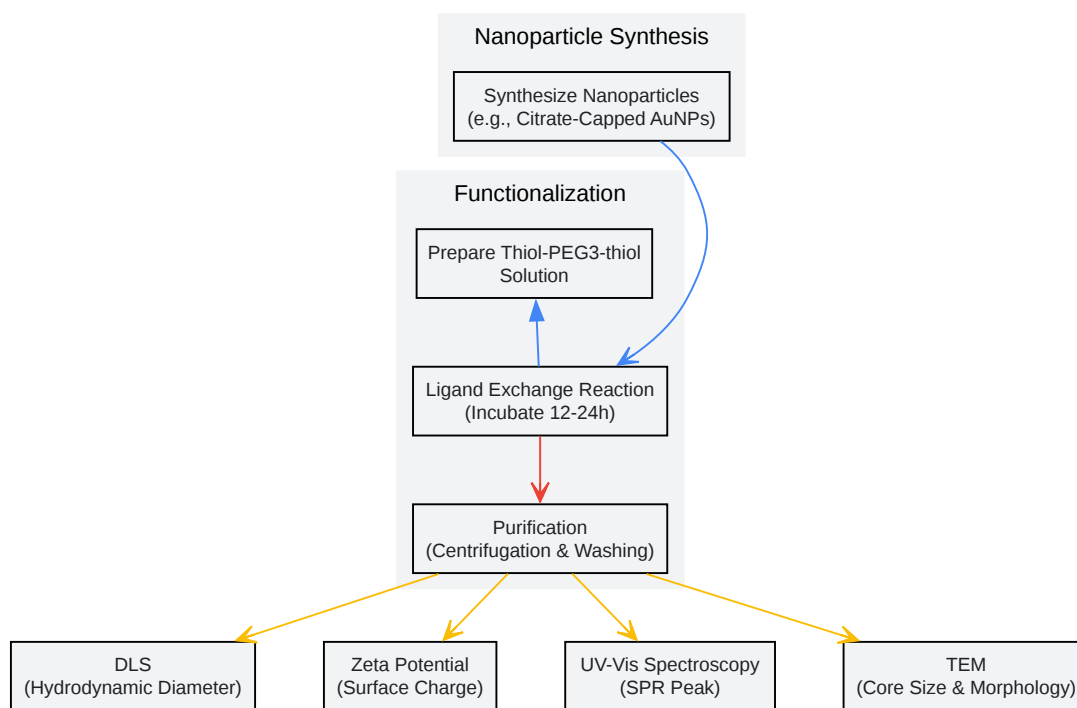 Nanoparticle Synthesis
Synthesize Nanoparticles
(e.g., Citrate-Capped AuNPs)
Functionalization
Prepare Thiol-PEG3-thiol
Solution
Ligand Exchange Reaction
(Incubate 12-24h)
Purification
(Centrifugation & Washing)
DLS
(Hydrodynamic Diameter)
Zeta Potential
(Surface Charge)
UV-Vis Spectroscopy
(SPR Peak)
TEM
(Core Size & Morphology)